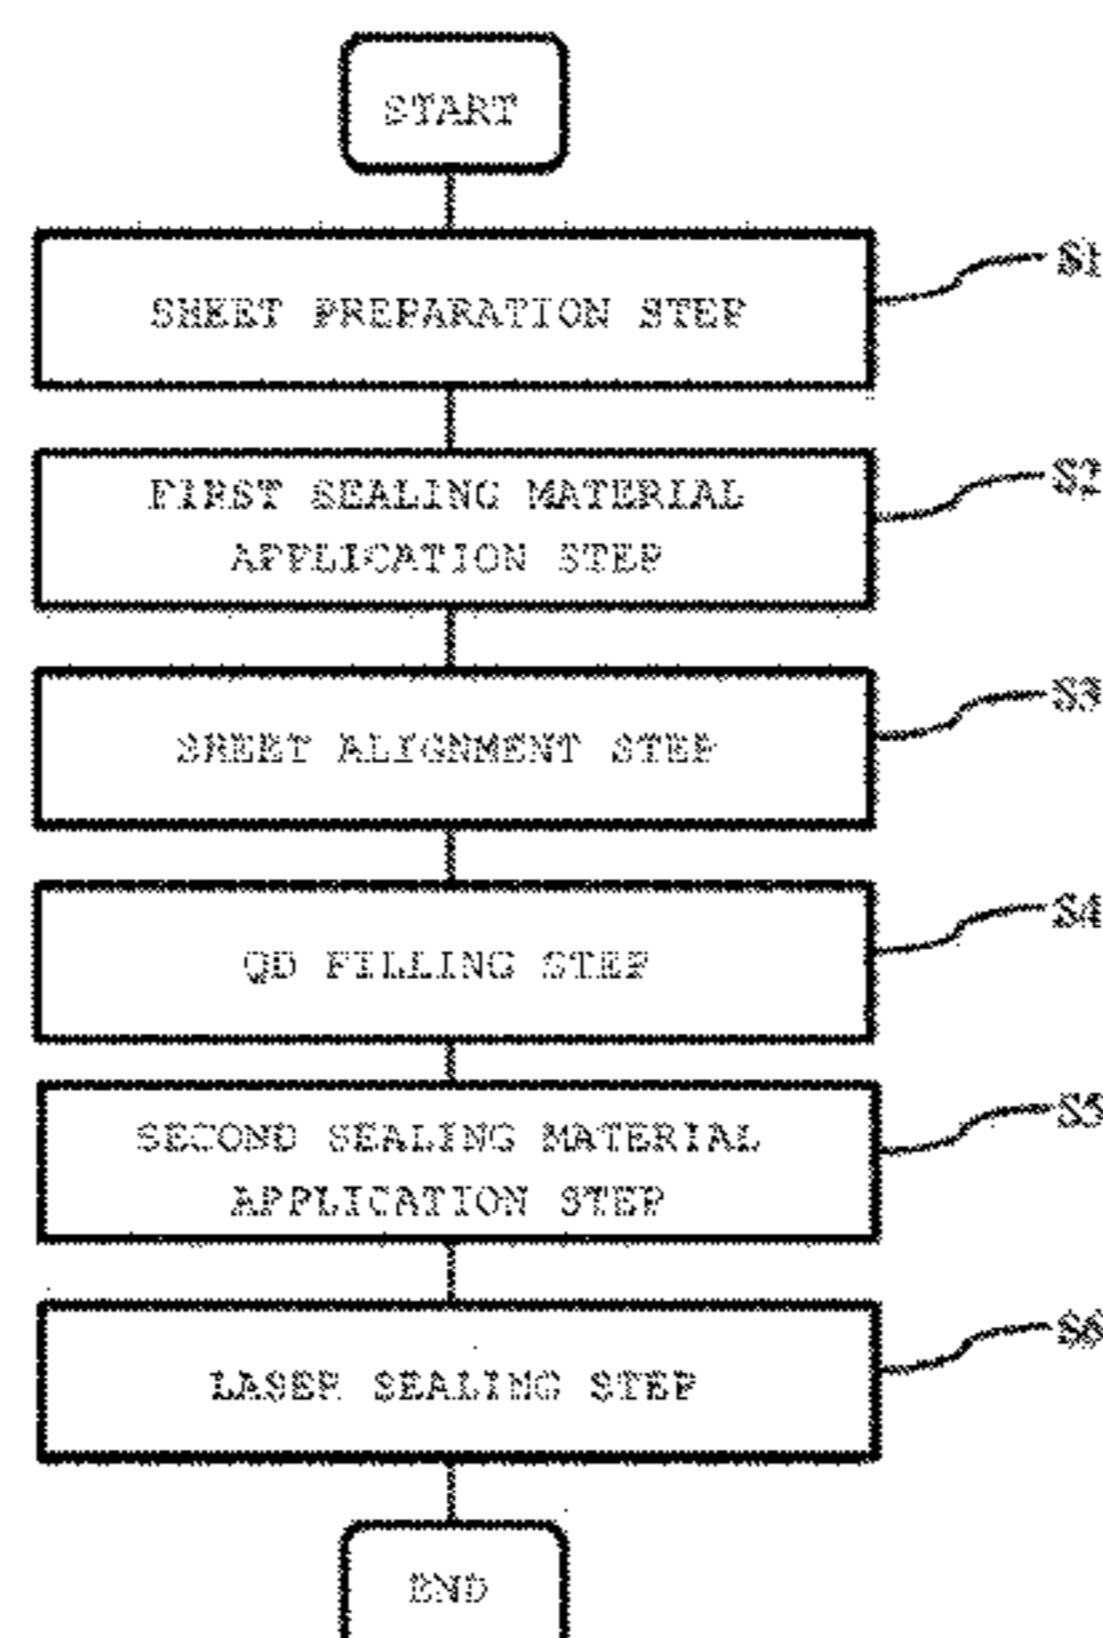 START
SHEET PREPARATION STEP
S1
FIRST SEALING MATERIAL
APPLICATION STEP
S2
SHEET ALIGNMENT STEP
S3
QD FILLING STEP
S4
SECOND SEALING MATERIAL
APPLICATION STEP
S5
LASER SEALING STEP
S6
END